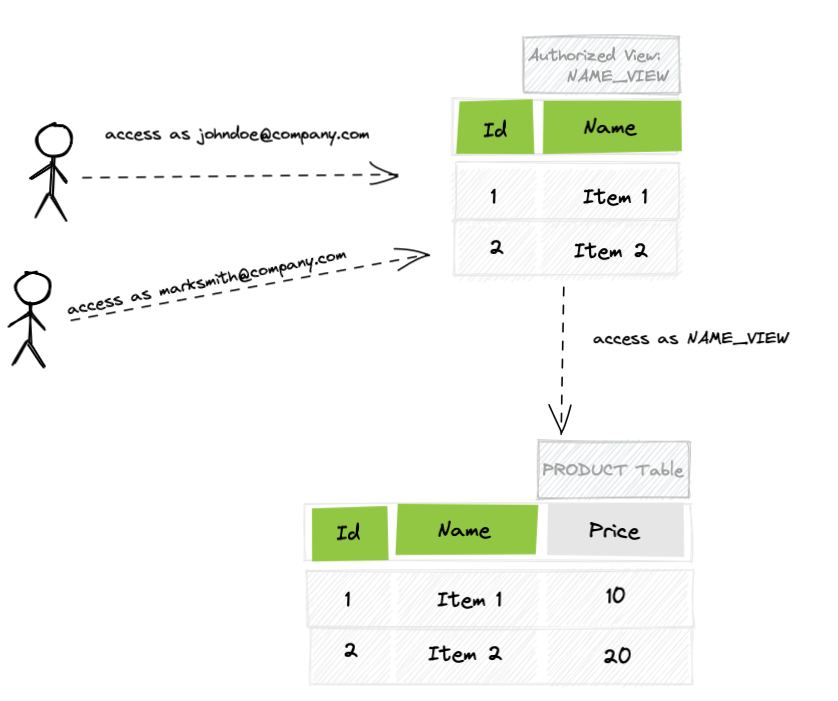 Authorized View:
NAME_VIEW
access as johndoe@company.com
Id Name
1 Item 1
2 Item 2
access as marksmith@company.com
access as NAME_VIEW
PRODUCT Table
Id Name Price
1 Item 1 10
2 Item 2 20